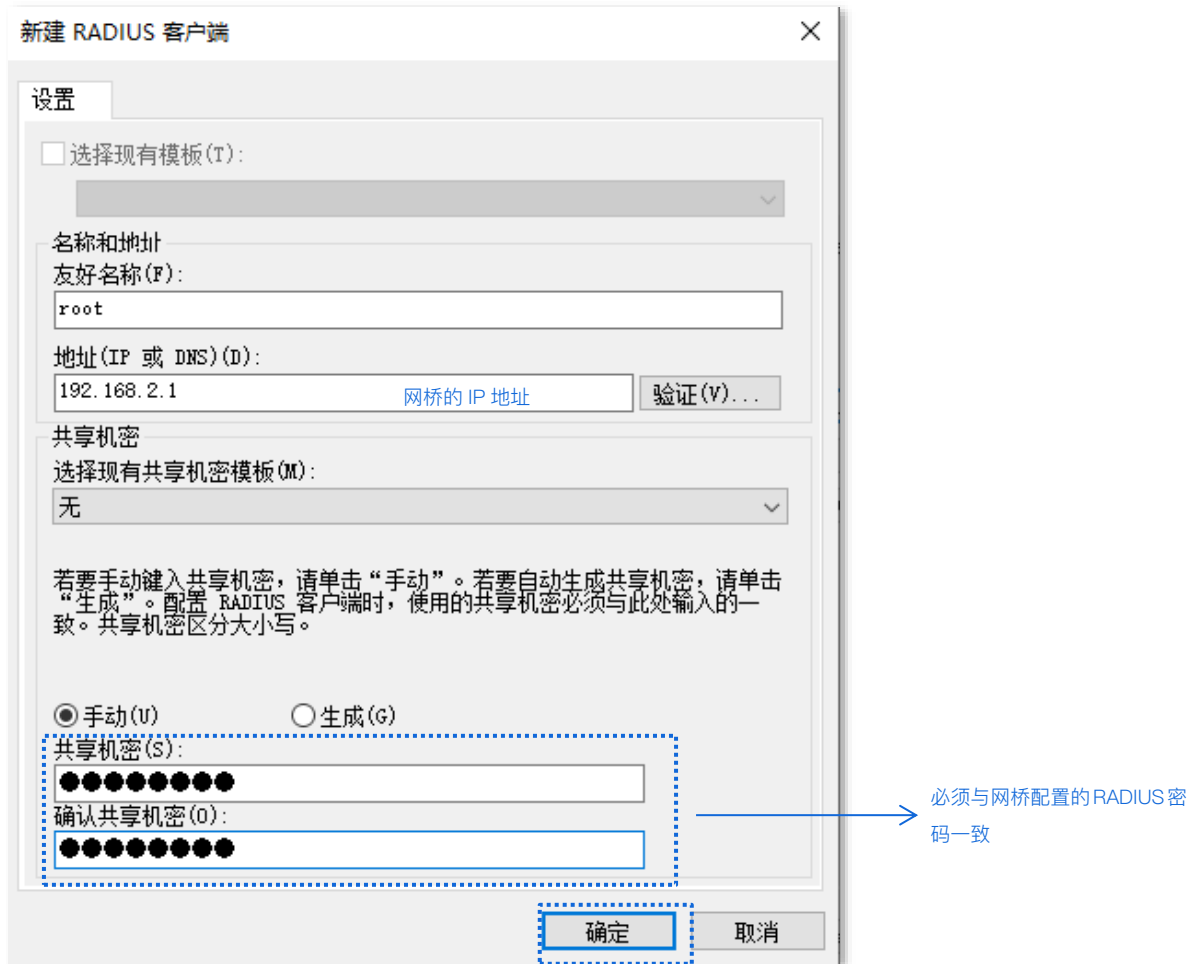 新建 RADIUS 客户端
设置
选择现有模板(T):
名称和地址
友好名称(F):
root
地址(IP 或 DNS)(D):
192.168.2.1
网桥的 IP 地址
验证(V)...
共享机密
选择现有共享机密模板(M):
无
若要手动键入共享机密，请单击“手动”。若要自动生成共享机密，请单击
“生成”。配置 RADIUS 客户端时，使用的共享机密必须与此处输入的一
致。共享机密区分大小写。
手动(U)
生成(G)
共享机密(S):
●●●●●●●●
确认共享机密(O):
●●●●●●●●
必须与网桥配置的RADIUS密
码一致
确定
取消